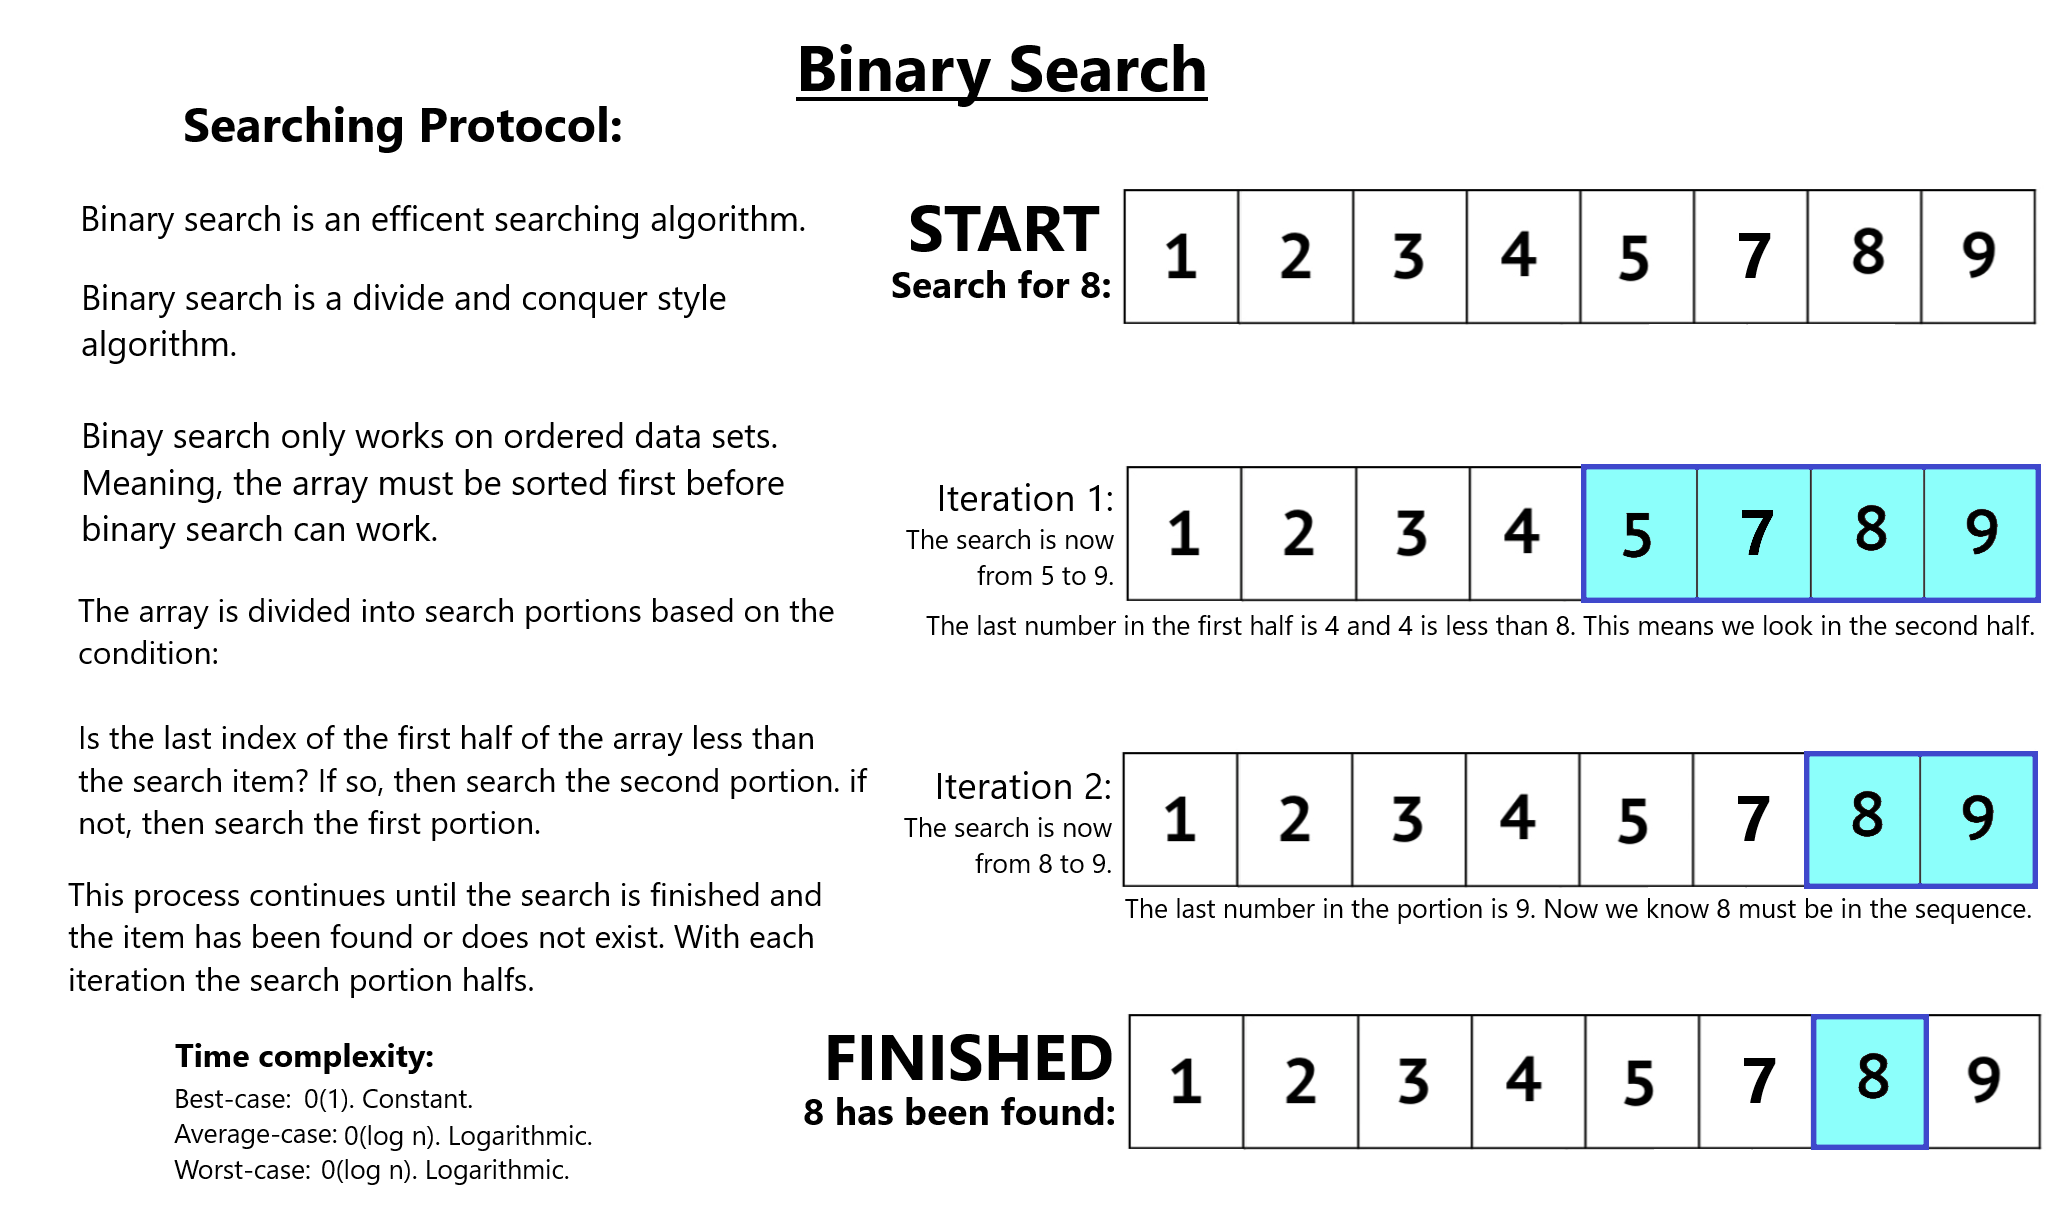 Binary Search
Searching Protocol:
Binary search is an efficent searching algorithm.
Binary search is a divide and conquer style
algorithm.
Binay search only works on ordered data sets.
Meaning, the array must be sorted first before
binary search can work.
The array is divided into search portions based on the
condition:
Is the last index of the first half of the array less than
the search item? If so, then search the second portion. if
not, then search the first portion.
This process continues until the search is finished and
the item has been found or does not exist. With each
iteration the search portion halfs.
Time complexity:
Best-case: 0(1). Constant.
Average-case: 0(log n). Logarithmic.
Worst-case: 0(log n). Logarithmic.
START
Search for 8:
1 2 3 4 5 7 8 9
Iteration 1:
The search is now
from 5 to 9.
1 2 3 4 5 7 8 9
The last number in the first half is 4 and 4 is less than 8. This means we look in the second half.
Iteration 2:
The search is now
from 8 to 9.
1 2 3 4 5 7 8 9
The last number in the portion is 9. Now we know 8 must be in the sequence.
FINISHED
8 has been found:
1 2 3 4 5 7 8 9